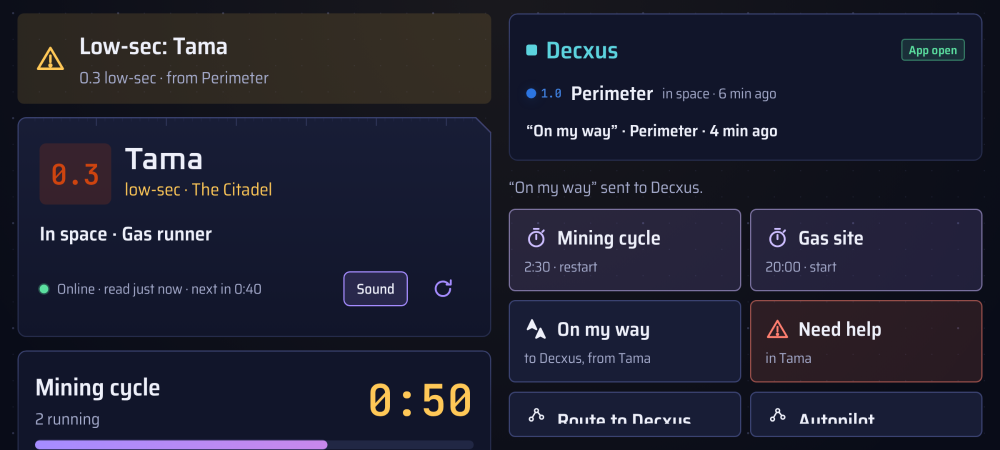 Low-sec: Tama
0.3 low-sec · from Perimeter
0.3
Tama
low-sec · The Citadel
In space · Gas runner
Online · read just now · next in 0:40
Sound
Mining cycle
2 running
0:50
Decxus
App open
1.0 Perimeter in space · 6 min ago
“On my way” · Perimeter · 4 min ago
“On my way” sent to Decxus.
Mining cycle
2:30 · restart
Gas site
20:00 · start
On my way
to Decxus, from Tama
Need help
in Tama
Route to Decxus
Autopilot